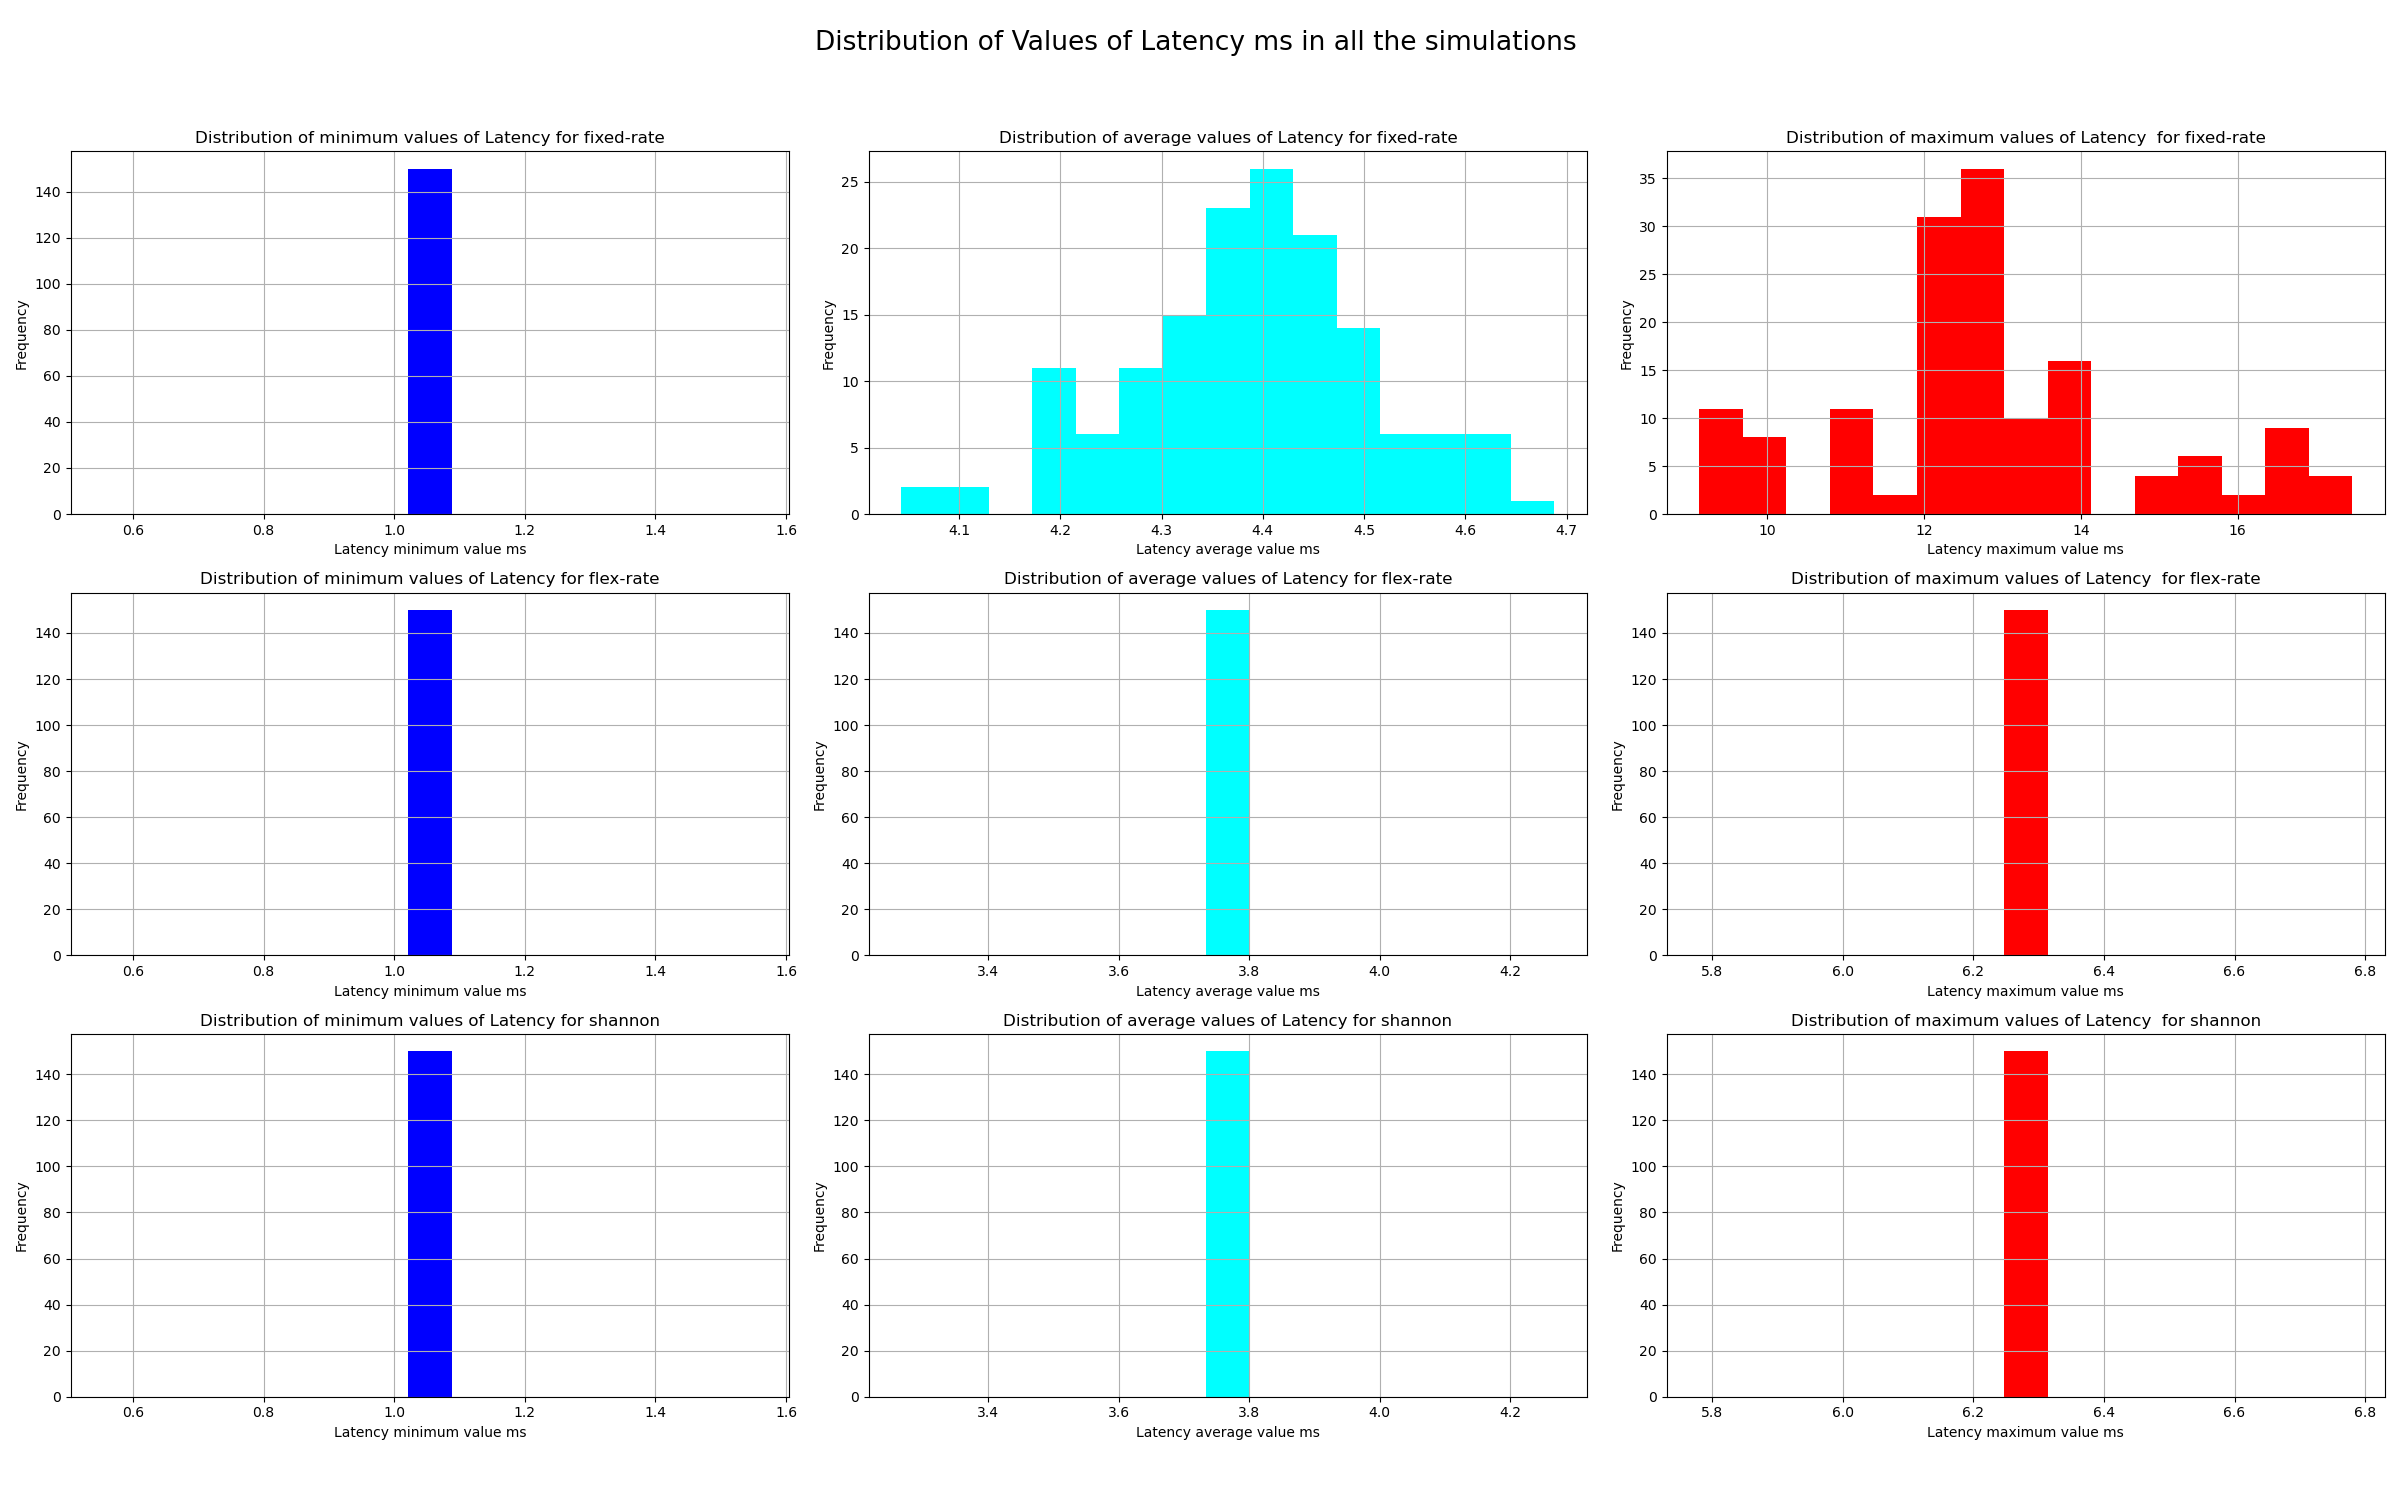 Distribution of Values of Latency ms in all the simulations
Distribution of minimum values of Latency for fixed-rate
Frequency
0 20 40 60 80 100 120 140
0.6 0.8 1.0 1.2 1.4 1.6
Latency minimum value ms
Distribution of average values of Latency for fixed-rate
Frequency
0 5 10 15 20 25
4.1 4.2 4.3 4.4 4.5 4.6 4.7
Latency average value ms
Distribution of maximum values of Latency  for fixed-rate
Frequency
0 5 10 15 20 25 30 35
10 12 14 16
Latency maximum value ms
Distribution of minimum values of Latency for flex-rate
Frequency
0 20 40 60 80 100 120 140
0.6 0.8 1.0 1.2 1.4 1.6
Latency minimum value ms
Distribution of average values of Latency for flex-rate
Frequency
0 20 40 60 80 100 120 140
3.4 3.6 3.8 4.0 4.2
Latency average value ms
Distribution of maximum values of Latency  for flex-rate
Frequency
0 20 40 60 80 100 120 140
5.8 6.0 6.2 6.4 6.6 6.8
Latency maximum value ms
Distribution of minimum values of Latency for shannon
Frequency
0 20 40 60 80 100 120 140
0.6 0.8 1.0 1.2 1.4 1.6
Latency minimum value ms
Distribution of average values of Latency for shannon
Frequency
0 20 40 60 80 100 120 140
3.4 3.6 3.8 4.0 4.2
Latency average value ms
Distribution of maximum values of Latency  for shannon
Frequency
0 20 40 60 80 100 120 140
5.8 6.0 6.2 6.4 6.6 6.8
Latency maximum value ms